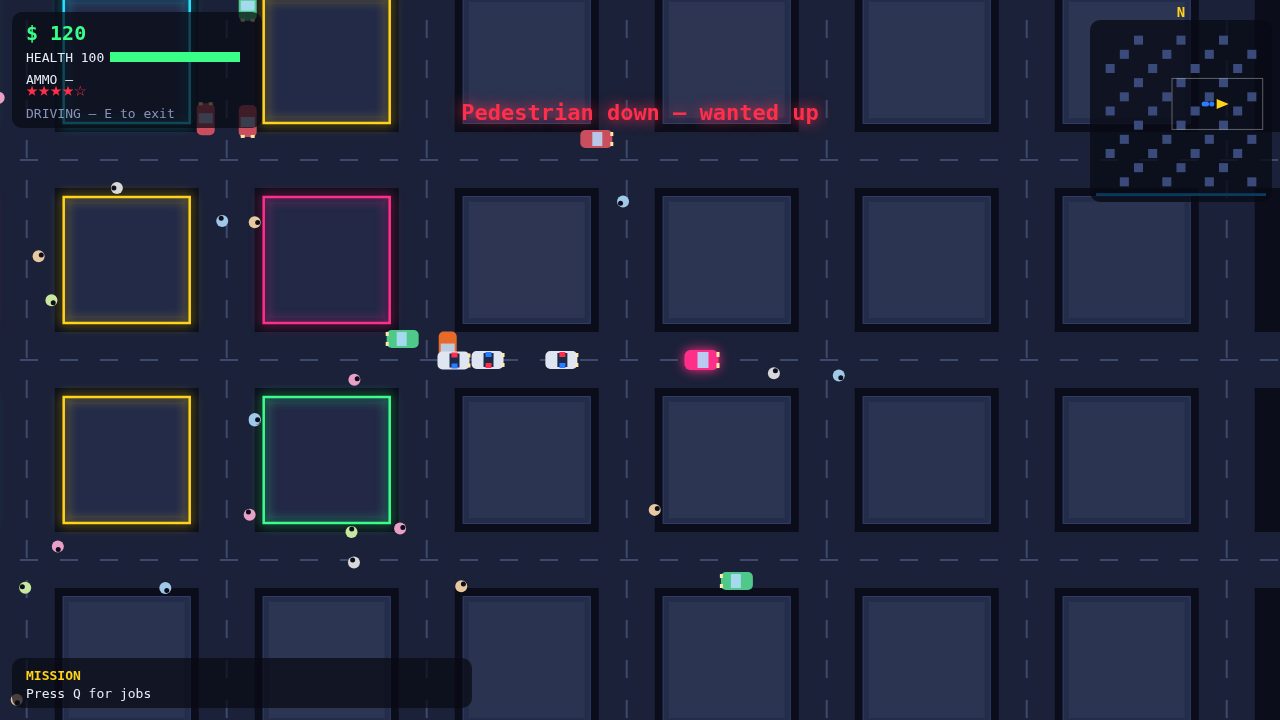 $ 120
HEALTH 100
AMMO —
★★★★☆
DRIVING — E to exit
Pedestrian down — wanted up
N
MISSION
Press Q for jobs